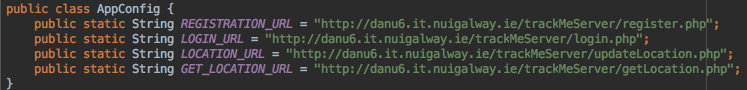 public class AppConfig {
    public static String REGISTRATION_URL = "http://danu6.it.nuigalway.ie/trackMeServer/register.php";
    public static String LOGIN_URL = "http://danu6.it.nuigalway.ie/trackMeServer/login.php";
    public static String LOCATION_URL = "http://danu6.it.nuigalway.ie/trackMeServer/updateLocation.php";
    public static String GET_LOCATION_URL = "http://danu6.it.nuigalway.ie/trackMeServer/getLocation.php";
}